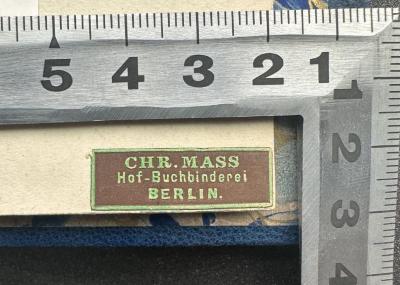 5 4 3 2 1
1
2
3
4
CHR. MASS
Hof-Buchbinderei
BERLIN.